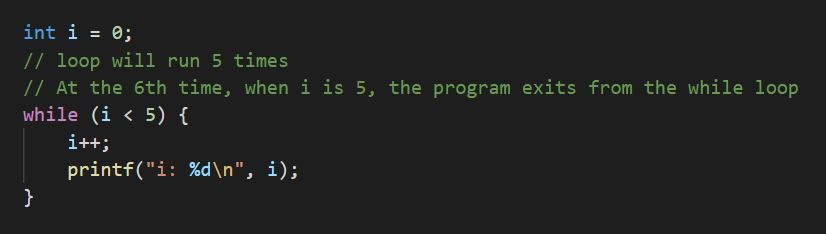 int i = 0;
// loop will run 5 times
// At the 6th time, when i is 5, the program exits from the while loop
while (i < 5) {
    i++;
    printf("i: %d\n", i);
}